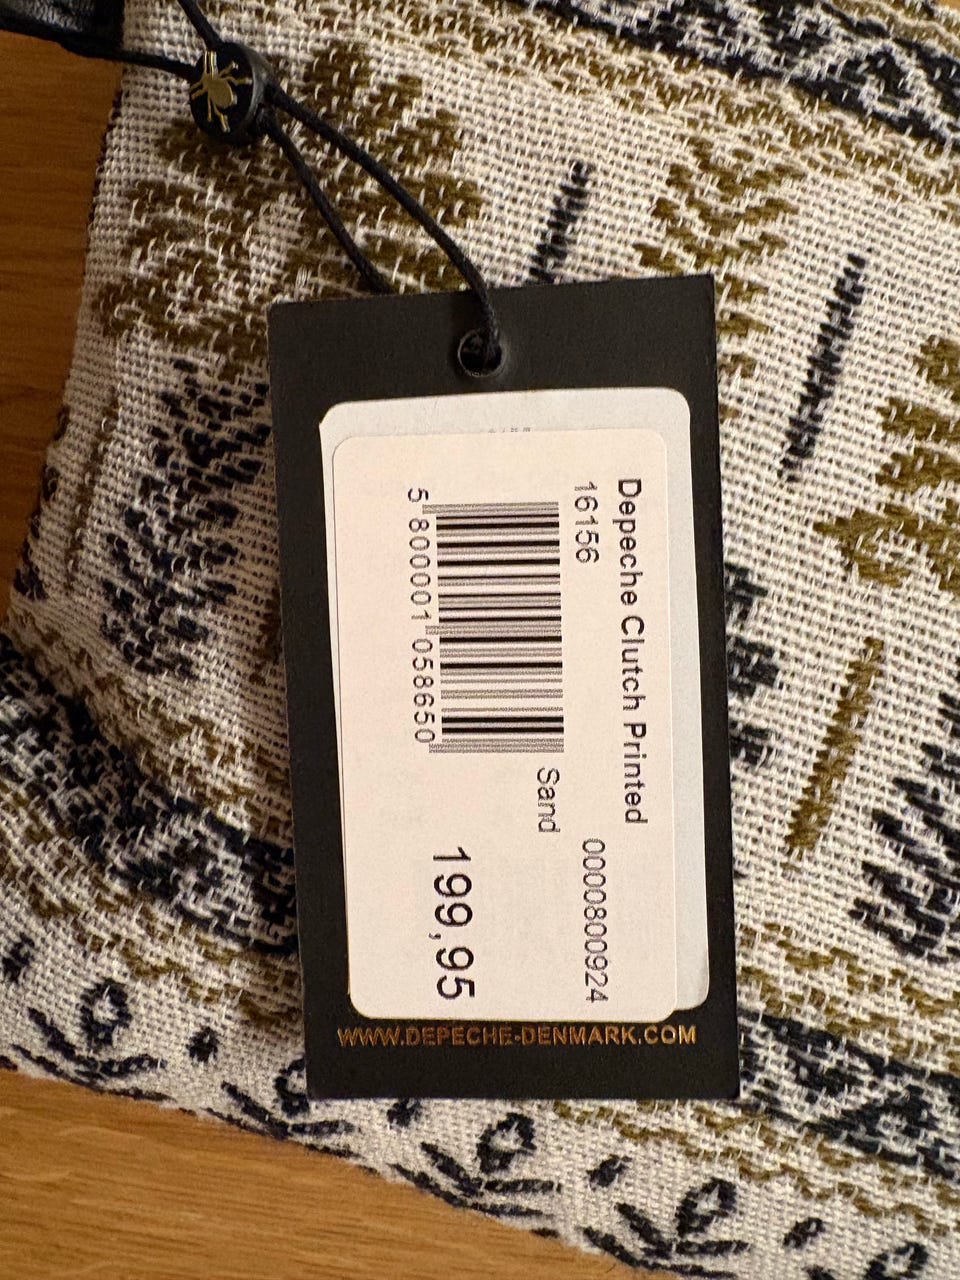 Depeche Clutch Printed
16156
0000800924
5 800001 058650
Sand
199,95
WWW.DEPECHE-DENMARK.COM